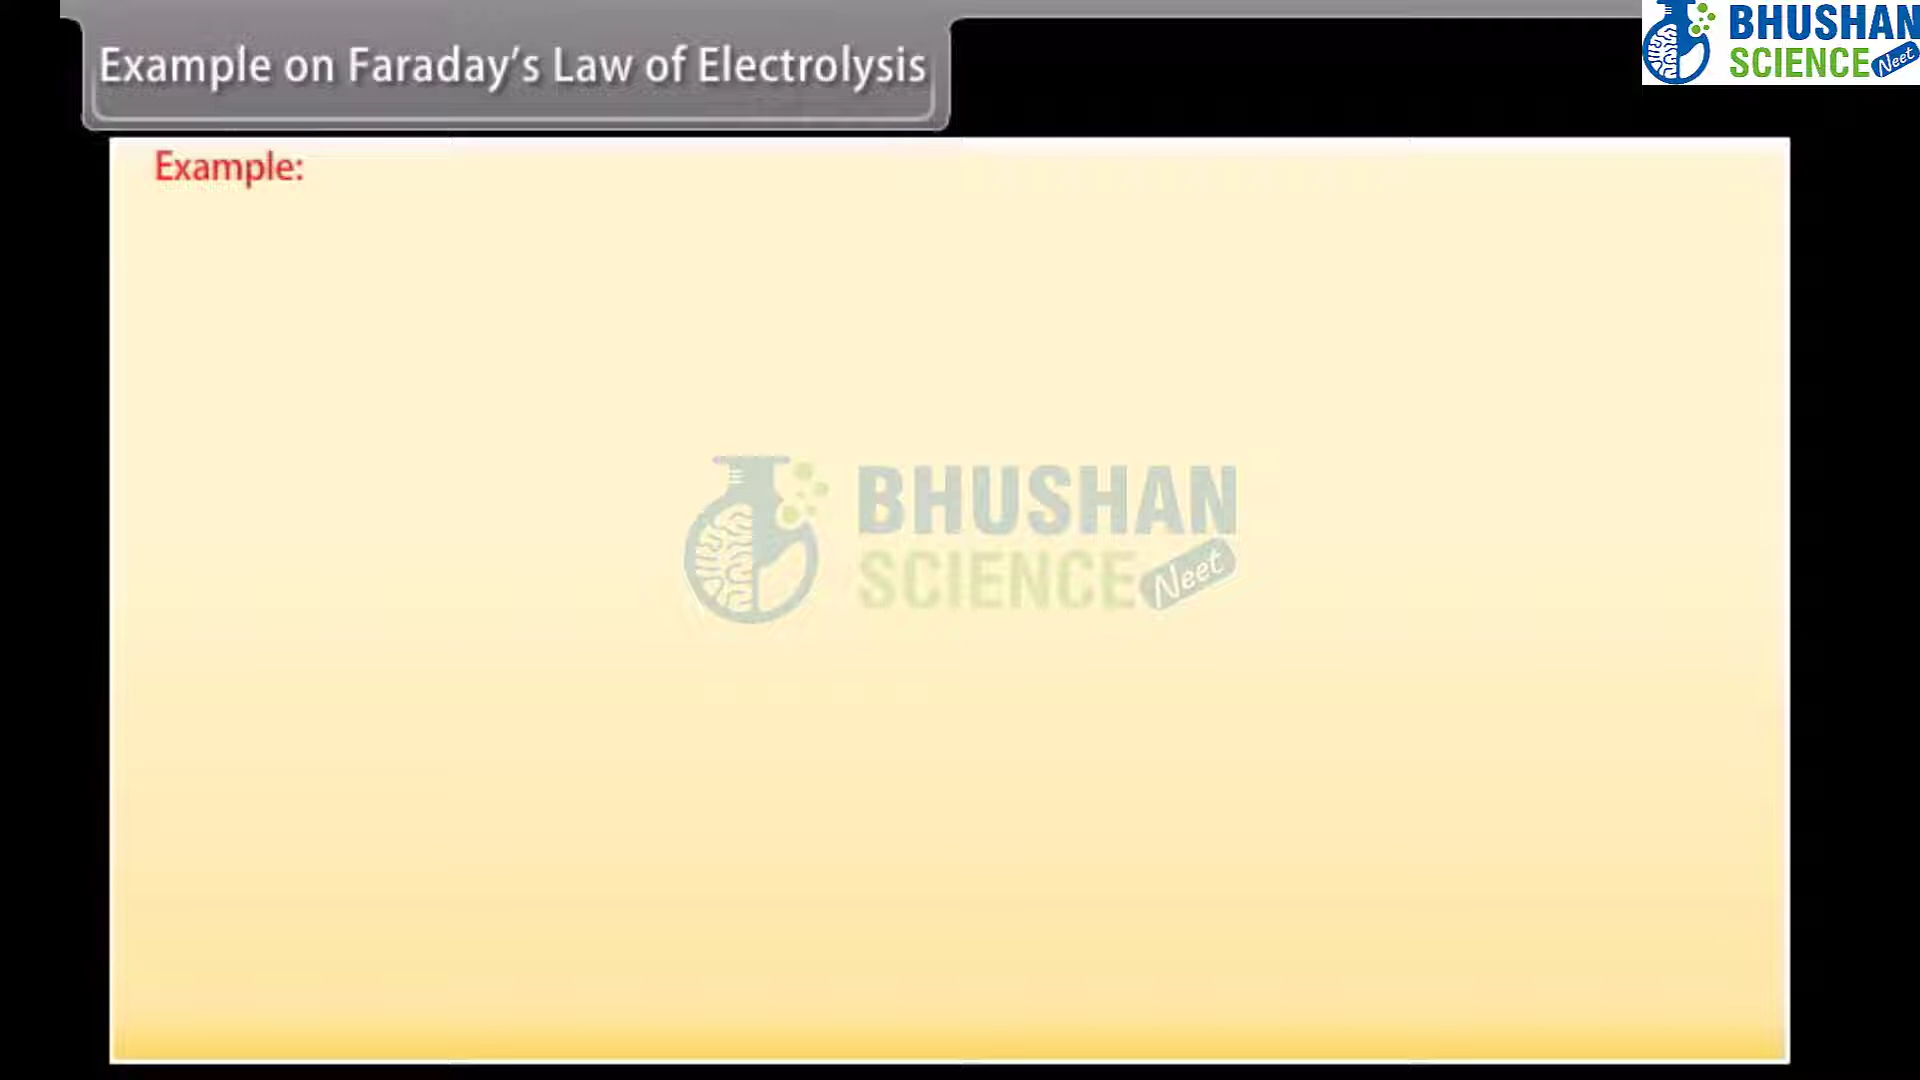 Example on Faraday's Law of Electrolysis
BHUSHAN
SCIENCE Neet
Example:
BHUSHAN
SCIENCE Neet